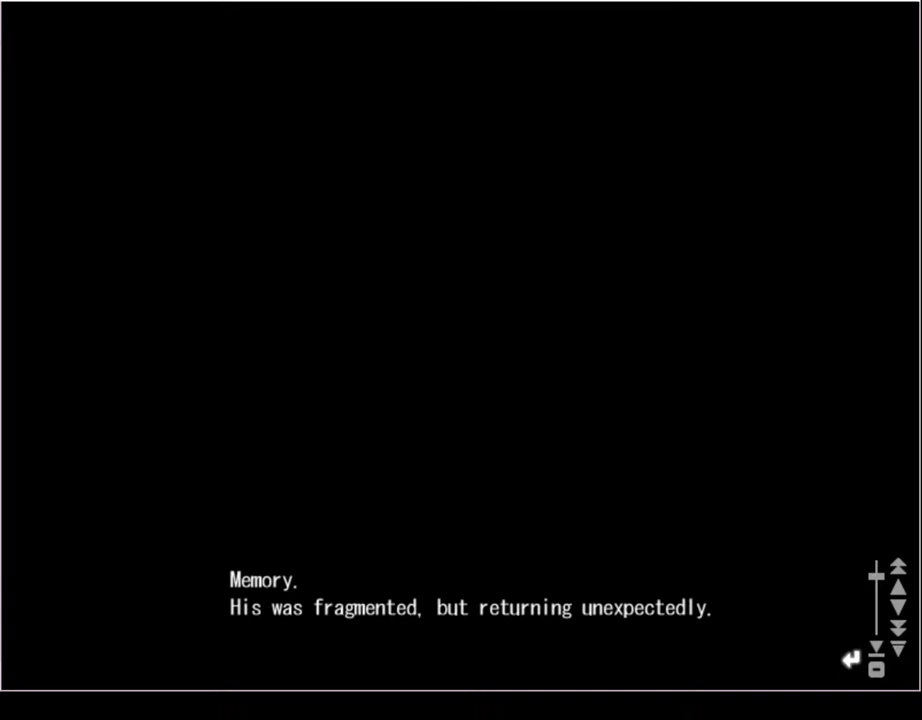 Memory.
His was fragmented, but returning unexpectedly.